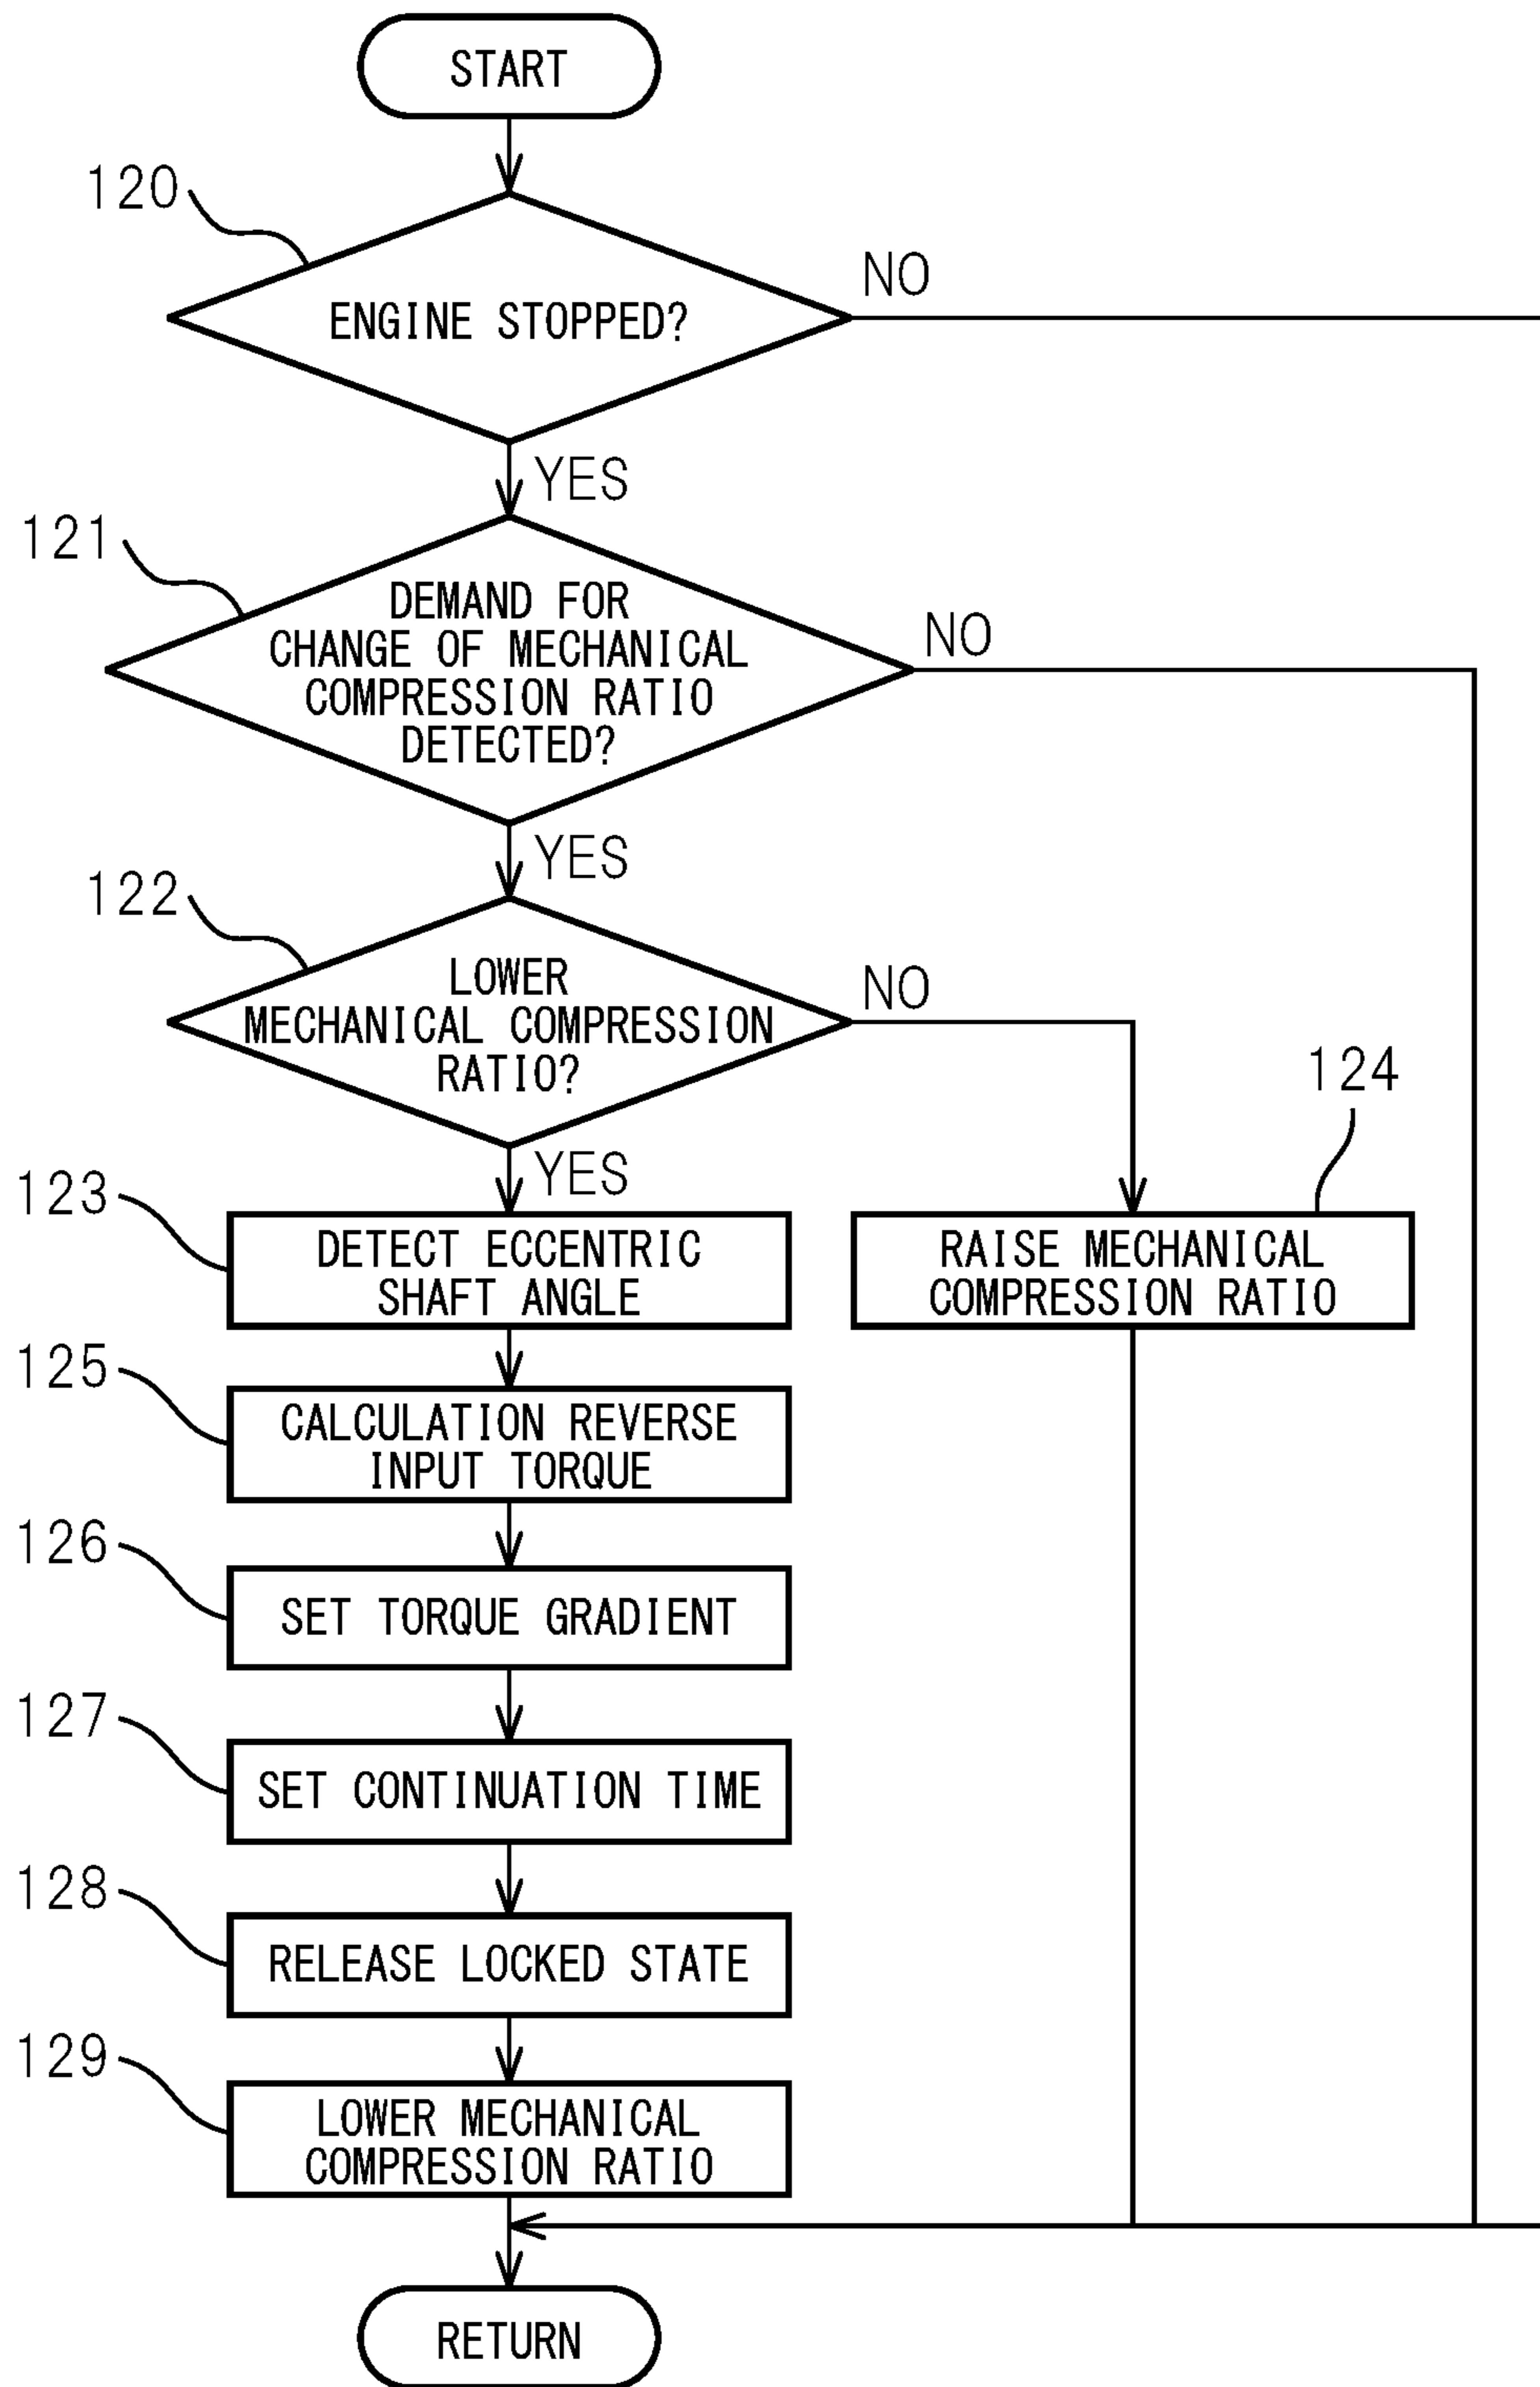 START
120
NO
ENGINE STOPPED?
YES
121
DEMAND FOR
CHANGE OF MECHANICAL
COMPRESSION RATIO
DETECTED?
NO
YES
122
LOWER
MECHANICAL COMPRESSION
RATIO?
NO
124
YES
123
DETECT ECCENTRIC
SHAFT ANGLE
RAISE MECHANICAL
COMPRESSION RATIO
125
CALCULATION REVERSE
INPUT TORQUE
126
SET TORQUE GRADIENT
127
SET CONTINUATION TIME
128
RELEASE LOCKED STATE
129
LOWER MECHANICAL
COMPRESSION RATIO
RETURN